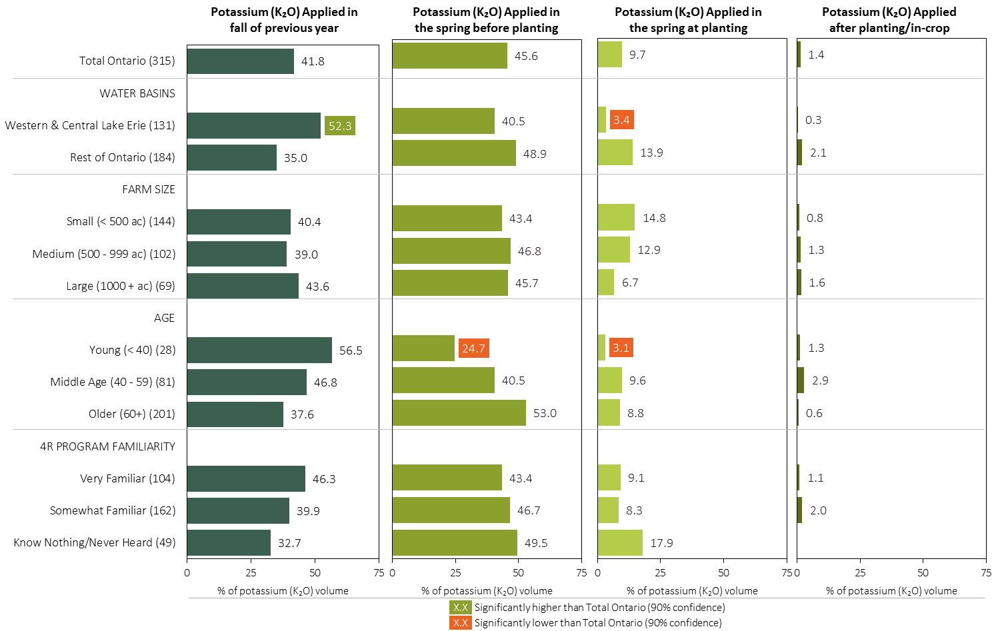 Potassium (K₂O) Applied in
fall of previous year
Potassium (K₂O) Applied in
the spring before planting
Potassium (K₂O) Applied in
the spring at planting
Potassium (K₂O) Applied
after planting/in-crop
Total Ontario (315) 41.8 45.6 9.7 1.4
WATER BASINS
Western & Central Lake Erie (131) 52.3 40.5 3.4 0.3
Rest of Ontario (184) 35.0 48.9 13.9 2.1
FARM SIZE
Small (< 500 ac) (144) 40.4 43.4 14.8 0.8
Medium (500 - 999 ac) (102) 39.0 46.8 12.9 1.3
Large (1000 + ac) (69) 43.6 45.7 6.7 1.6
AGE
Young (< 40) (28) 56.5 24.7 3.1 1.3
Middle Age (40 - 59) (81) 46.8 40.5 9.6 2.9
Older (60+) (201) 37.6 53.0 8.8 0.6
4R PROGRAM FAMILIARITY
Very Familiar (104) 46.3 43.4 9.1 1.1
Somewhat Familiar (162) 39.9 46.7 8.3 2.0
Know Nothing/Never Heard (49) 32.7 49.5 17.9
0 25 50 75 0 25 50 75 0 25 50 75 0 25 50 75
% of potassium (K₂O) volume % of potassium (K₂O) volume % of potassium (K₂O) volume % of potassium (K₂O) volume
X.X Significantly higher than Total Ontario (90% confidence)
X.X Significantly lower than Total Ontario (90% confidence)